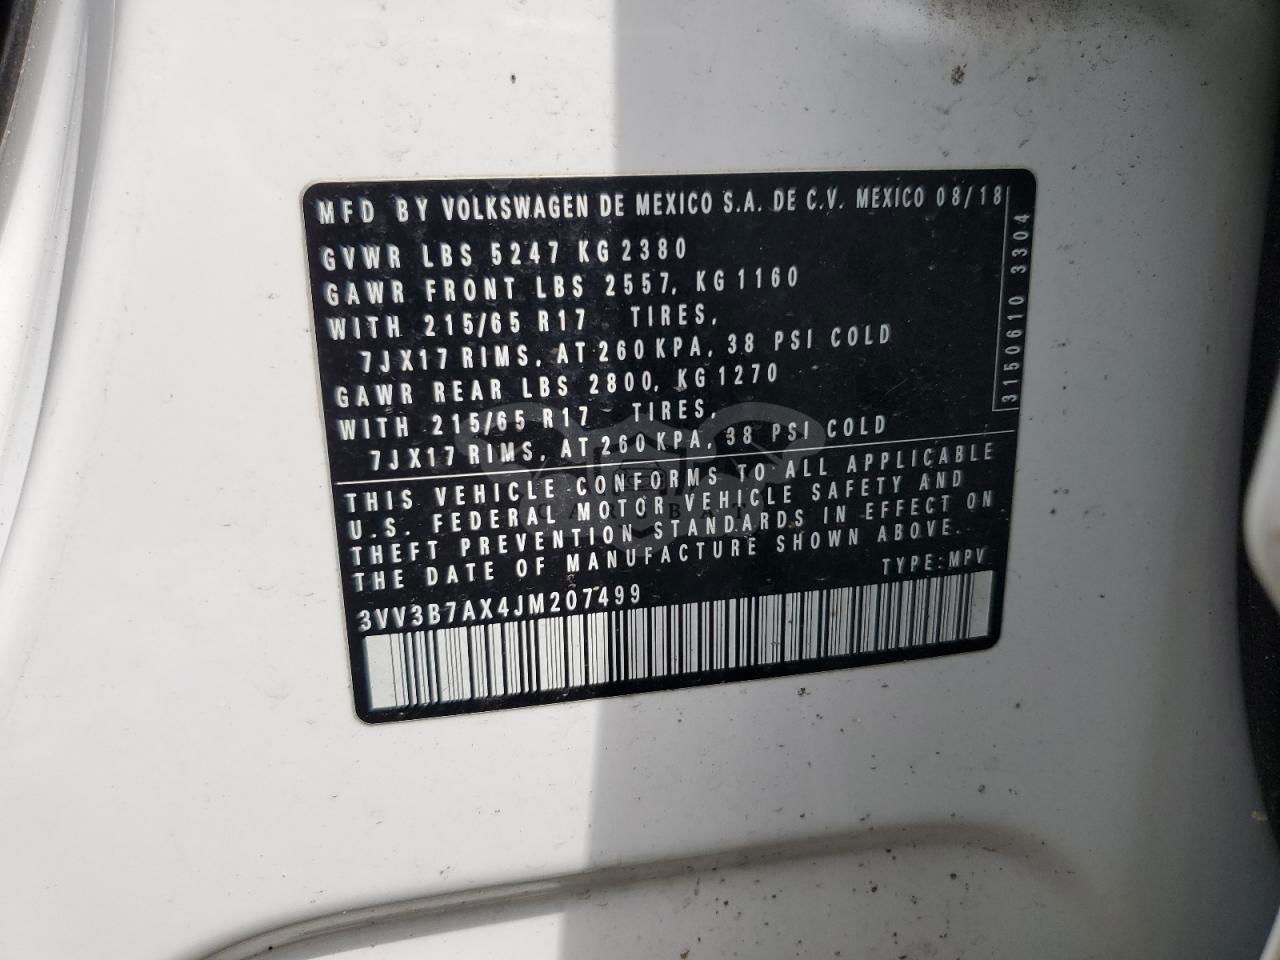 MFD BY VOLKSWAGEN DE MEXICO S.A. DE C.V. MEXICO 08/18
GVWR LBS 5247 KG 2380
GAWR FRONT LBS 2557, KG 1160
WITH 215/65 R17 TIRES,
7JX17 RIMS, AT 260 KPA, 38 PSI COLD
GAWR REAR LBS 2800, KG 1270
WITH 215/65 R17 TIRES,
7JX17 RIMS, AT 260 KPA, 38 PSI COLD
3150610 3304
THIS VEHICLE CONFORMS TO ALL APPLICABLE
U.S. FEDERAL MOTOR VEHICLE SAFETY AND
THEFT PREVENTION STANDARDS IN EFFECT ON
THE DATE OF MANUFACTURE SHOWN ABOVE.
TYPE: MPV
3VV3B7AX4JM207499